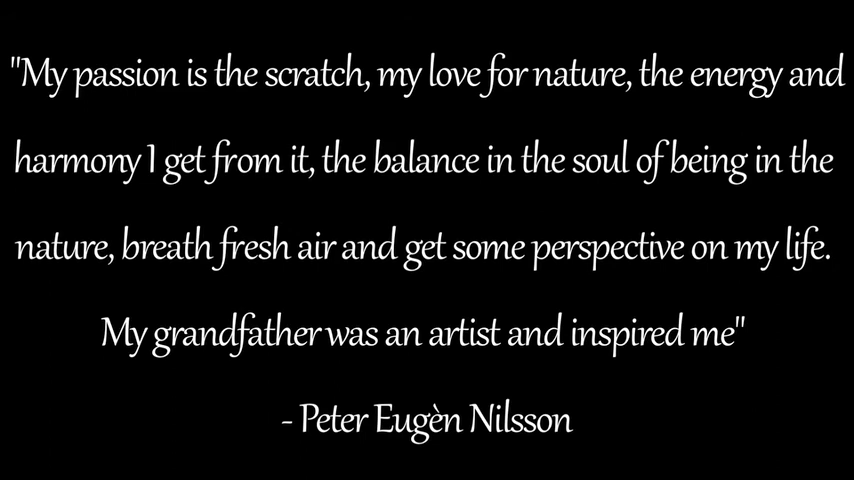 "My passion is the scratch, my love for nature, the energy and
harmony I get from it, the balance in the soul of being in the
nature, breath fresh air and get some perspective on my life.
My grandfather was an artist and inspired me"
- Peter Eugèn Nilsson